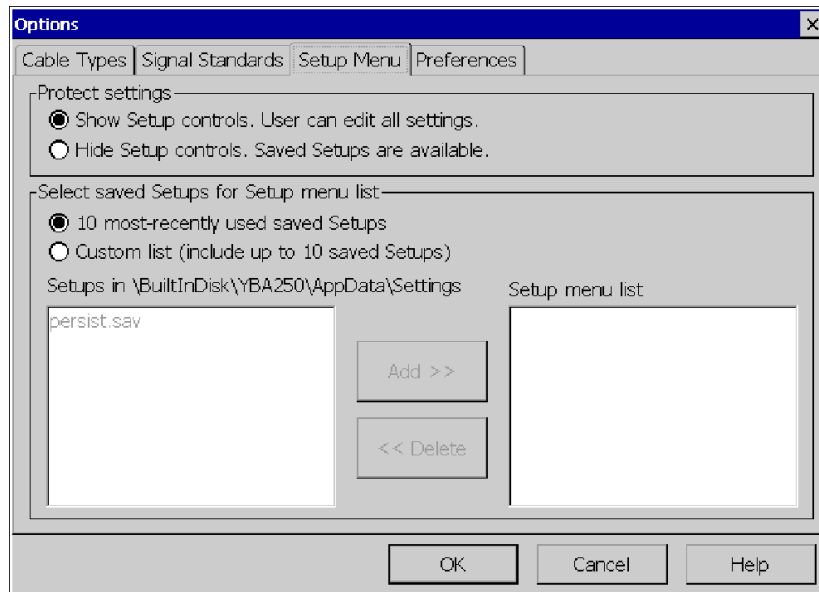 Options
Cable Types Signal Standards Setup Menu Preferences
Protect settings
Show Setup controls. User can edit all settings.
Hide Setup controls. Saved Setups are available.
Select saved Setups for Setup menu list
10 most-recently used saved Setups
Custom list (include up to 10 saved Setups)
Setups in \BuiltInDisk\YBA250\AppData\Settings
Setup menu list
persist.sav
Add >>
<< Delete
OK Cancel Help